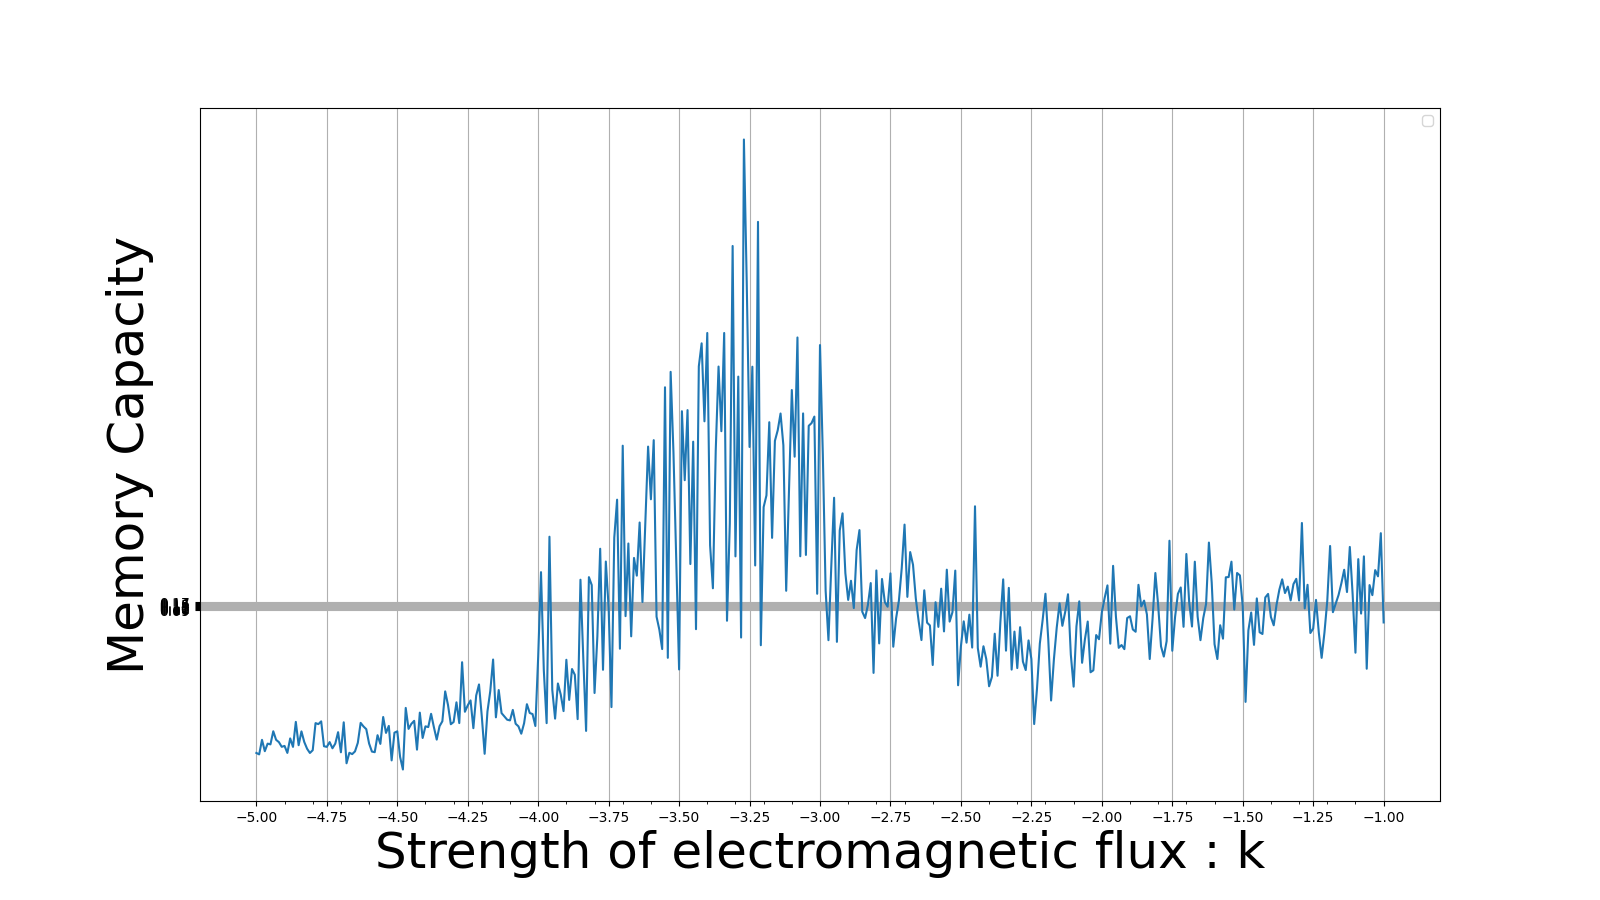 Memory Capacity
−5.00 −4.75 −4.50 −4.25 −4.00 −3.75 −3.50 −3.25 −3.00 −2.75 −2.50 −2.25 −2.00 −1.75 −1.50 −1.25 −1.00
Strength of electromagnetic flux : k